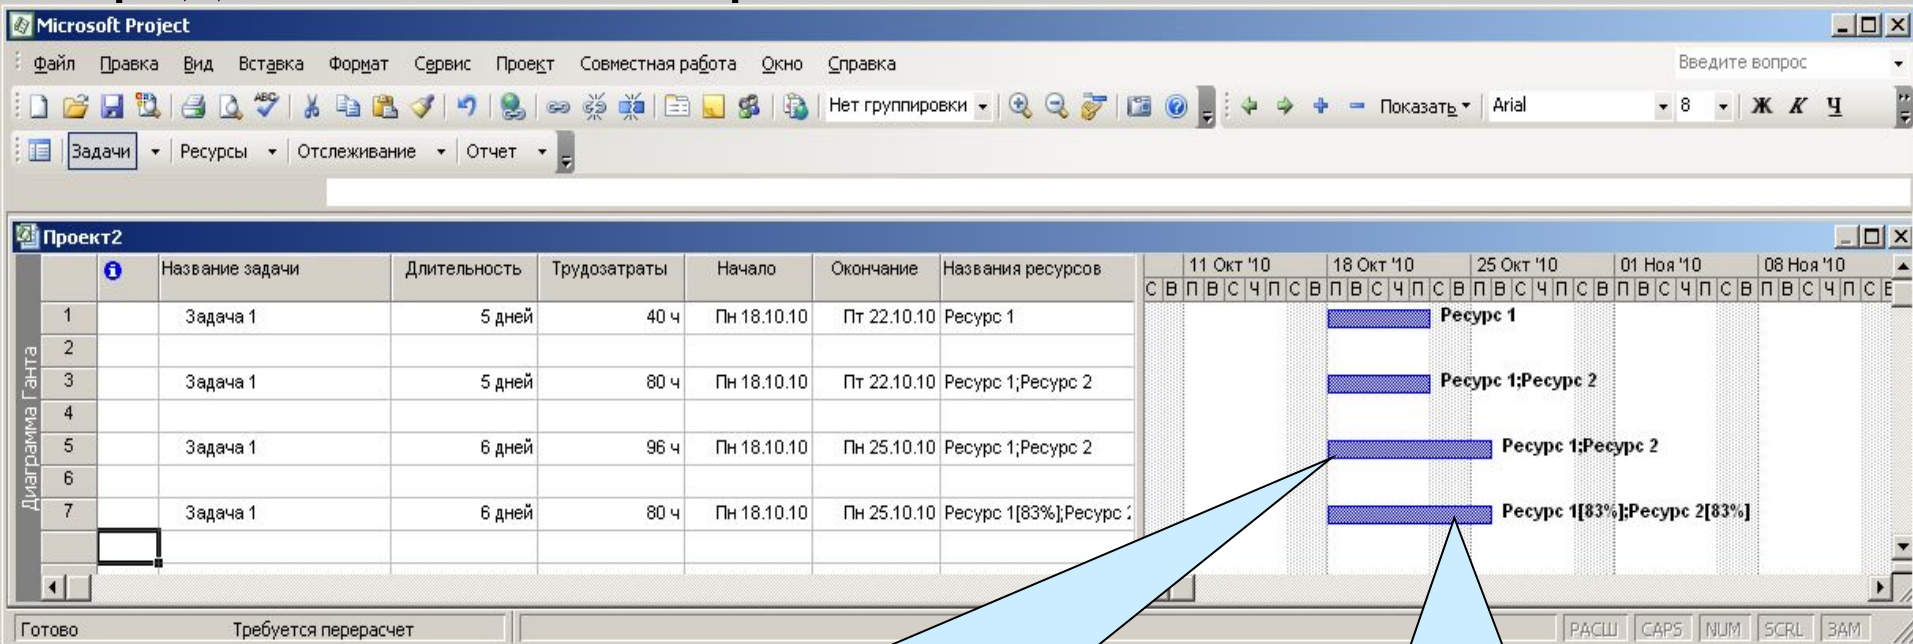 Microsoft Project
Файл Правка Вид Вставка Формат Сервис Проект Совместная работа Окно Справка Введите вопрос
Нет группировки Показать Arial 8 Ж К Ч
Задачи Ресурсы Отслеживание Отчет
Проект2
Название задачи Длительность Трудозатраты Начало Окончание Названия ресурсов 11 Окт '10 18 Окт '10 25 Окт '10 01 Ноя '10 08 Ноя '10
С В П В С Ч П С В П В С Ч П С В П В С Ч П С В П В С Ч П С В П В С Ч П С
1 Задача 1 5 дней 40 ч Пн 18.10.10 Пт 22.10.10 Ресурс 1 Ресурс 1
2
3 Задача 1 5 дней 80 ч Пн 18.10.10 Пт 22.10.10 Ресурс 1;Ресурс 2 Ресурс 1;Ресурс 2
4
5 Задача 1 6 дней 96 ч Пн 18.10.10 Пн 25.10.10 Ресурс 1;Ресурс 2 Ресурс 1;Ресурс 2
6
7 Задача 1 6 дней 80 ч Пн 18.10.10 Пн 25.10.10 Ресурс 1[83%];Ресурс Ресурс 1[83%];Ресурс 2[83%]
Диаграмма Ганта
Готово Требуется перерасчет РАСШ CAPS NUM SCRL ЗАМ